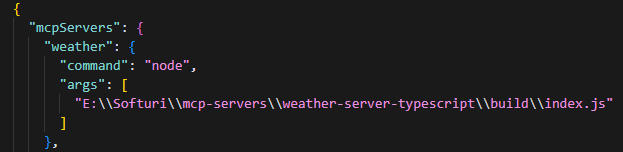 {
"mcpServers": {
"weather": {
"command": "node",
"args": [
"E:\\Softuri\\mcp-servers\\weather-server-typescript\\build\\index.js"
]
},